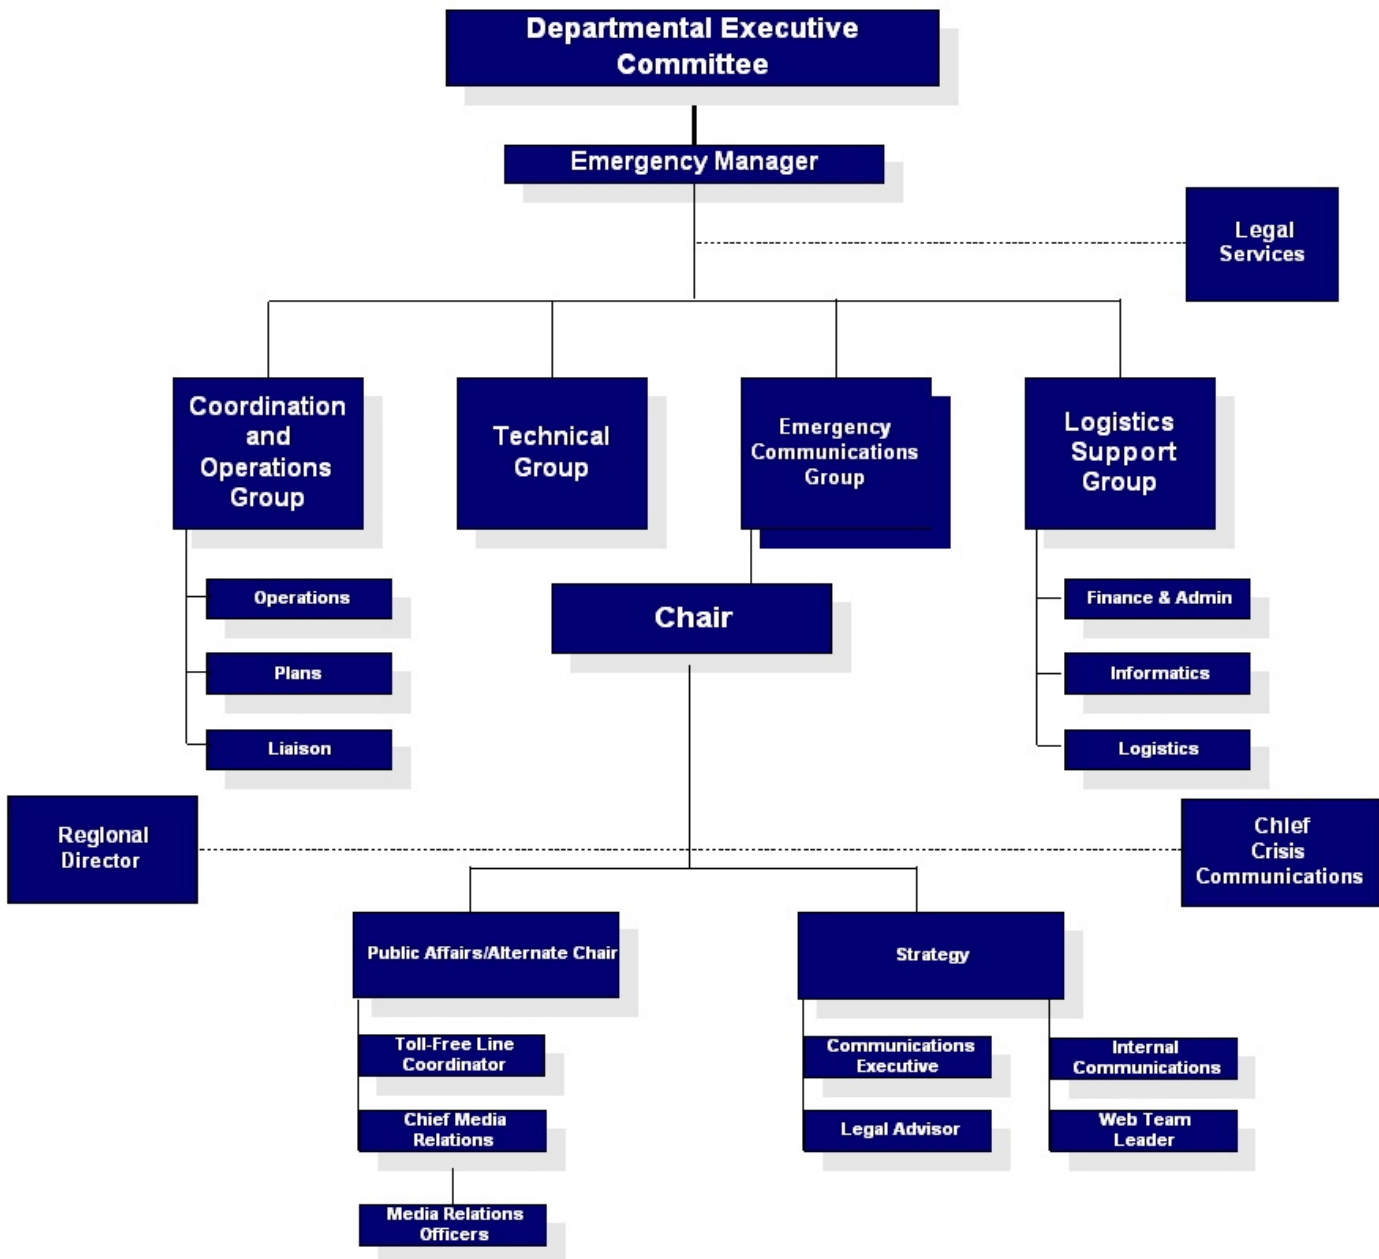 Departmental Executive
Committee
Emergency Manager
Legal
Services
Coordination
and
Operations
Group
Technical
Group
Emergency
Communications
Group
Logistics
Support
Group
Operations
Plans
Liaison
Chair
Finance & Admin
Informatics
Logistics
Regional
Director
Chief
Crisis
Communications
Public Affairs/Alternate Chair
Strategy
Toll-Free Line
Coordinator
Chief Media
Relations
Media Relations
Officers
Communications
Executive
Legal Advisor
Internal
Communications
Web Team
Leader